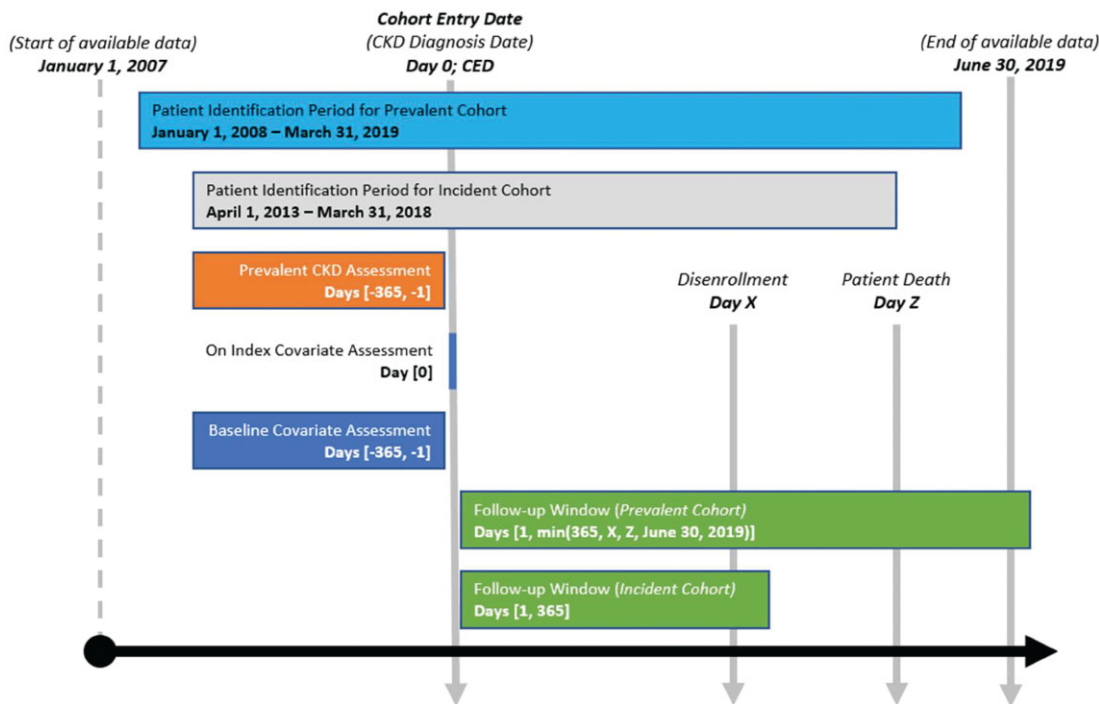 (Start of available data)
January 1, 2007
Cohort Entry Date
(CKD Diagnosis Date)
Day 0; CED
(End of available data)
June 30, 2019
Patient Identification Period for Prevalent Cohort
January 1, 2008 – March 31, 2019
Patient Identification Period for Incident Cohort
April 1, 2013 – March 31, 2018
Prevalent CKD Assessment
Days [-365, -1]
Disenrollment
Day X
Patient Death
Day Z
On Index Covariate Assessment
Day [0]
Baseline Covariate Assessment
Days [-365, -1]
Follow-up Window (Prevalent Cohort)
Days [1, min(365, X, Z, June 30, 2019)]
Follow-up Window (Incident Cohort)
Days [1, 365]